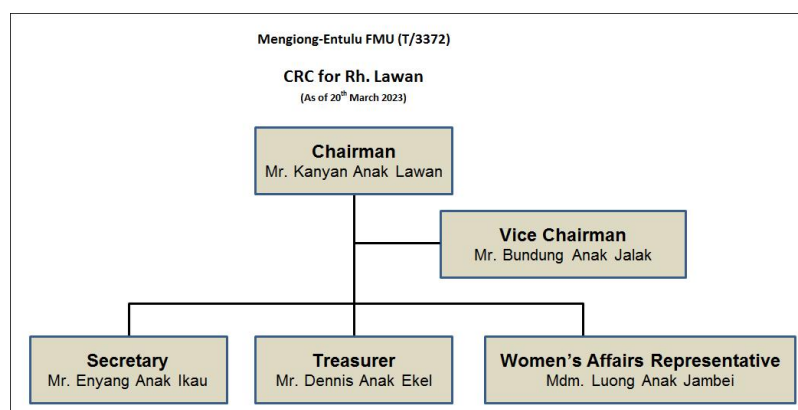 Mengiong-Entulu FMU (T/3372)
CRC for Rh. Lawan
(As of 20th March 2023)
Chairman
Mr. Kanyan Anak Lawan
Vice Chairman
Mr. Bundung Anak Jalak
Secretary
Mr. Enyang Anak Ikau
Treasurer
Mr. Dennis Anak Ekel
Women's Affairs Representative
Mdm. Luong Anak Jambei